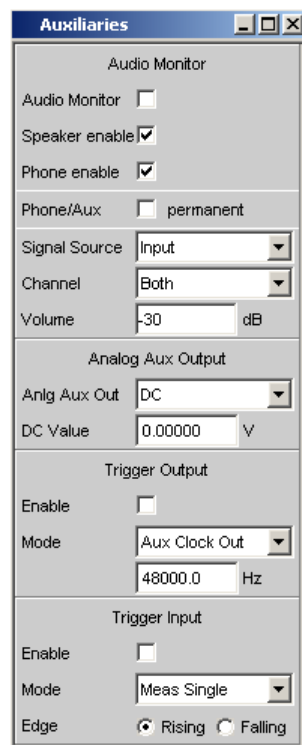 Auxiliaries
Audio Monitor
Audio Monitor
Speaker enable
Phone enable
Phone/Aux permanent
Signal Source Input
Channel Both
Volume -30 dB
Analog Aux Output
Anlg Aux Out DC
DC Value 0.00000 V
Trigger Output
Enable
Mode Aux Clock Out
48000.0 Hz
Trigger Input
Enable
Mode Meas Single
Edge Rising Falling